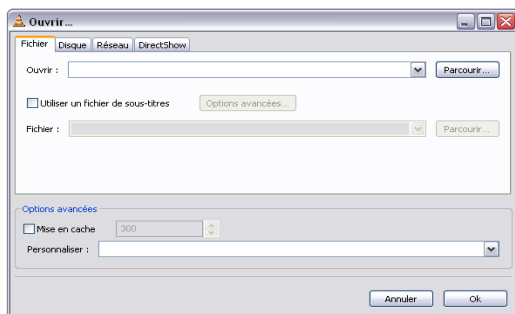 Ouvrir...
Fichier Disque Réseau DirectShow
Ouvrir : Parcourir...
Utiliser un fichier de sous-titres Options avancées...
Fichier : Parcourir...
Options avancées
Mise en cache 300
Personnaliser :
Annuler Ok